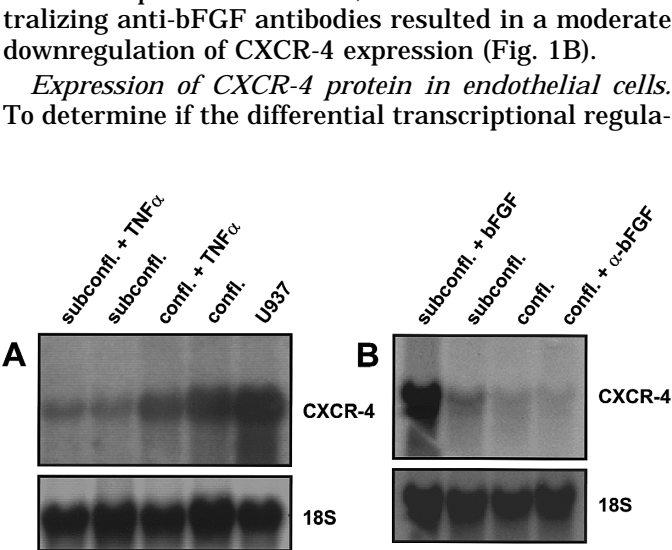 tralizing anti-bFGF antibodies resulted in a moderate
downregulation of CXCR-4 expression (Fig. 1B).
Expression of CXCR-4 protein in endothelial cells.
To determine if the differential transcriptional regula-
subconfl. + TNFα
subconfl.
confl. + TNFα
confl.
U937
A
CXCR-4
18S
subconfl. + bFGF
subconfl.
confl.
confl. + α-bFGF
B
CXCR-4
18S